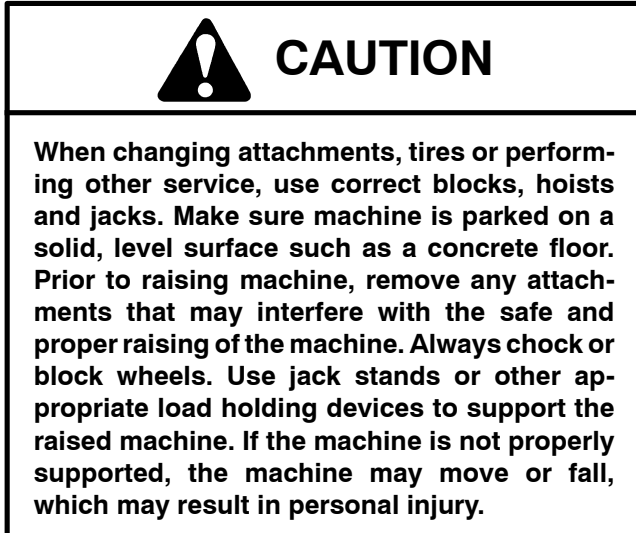 CAUTION
When changing attachments, tires or perform-
ing other service, use correct blocks, hoists
and jacks. Make sure machine is parked on a
solid, level surface such as a concrete floor.
Prior to raising machine, remove any attach-
ments that may interfere with the safe and
proper raising of the machine. Always chock or
block wheels. Use jack stands or other ap-
propriate load holding devices to support the
raised machine. If the machine is not properly
supported, the machine may move or fall,
which may result in personal injury.